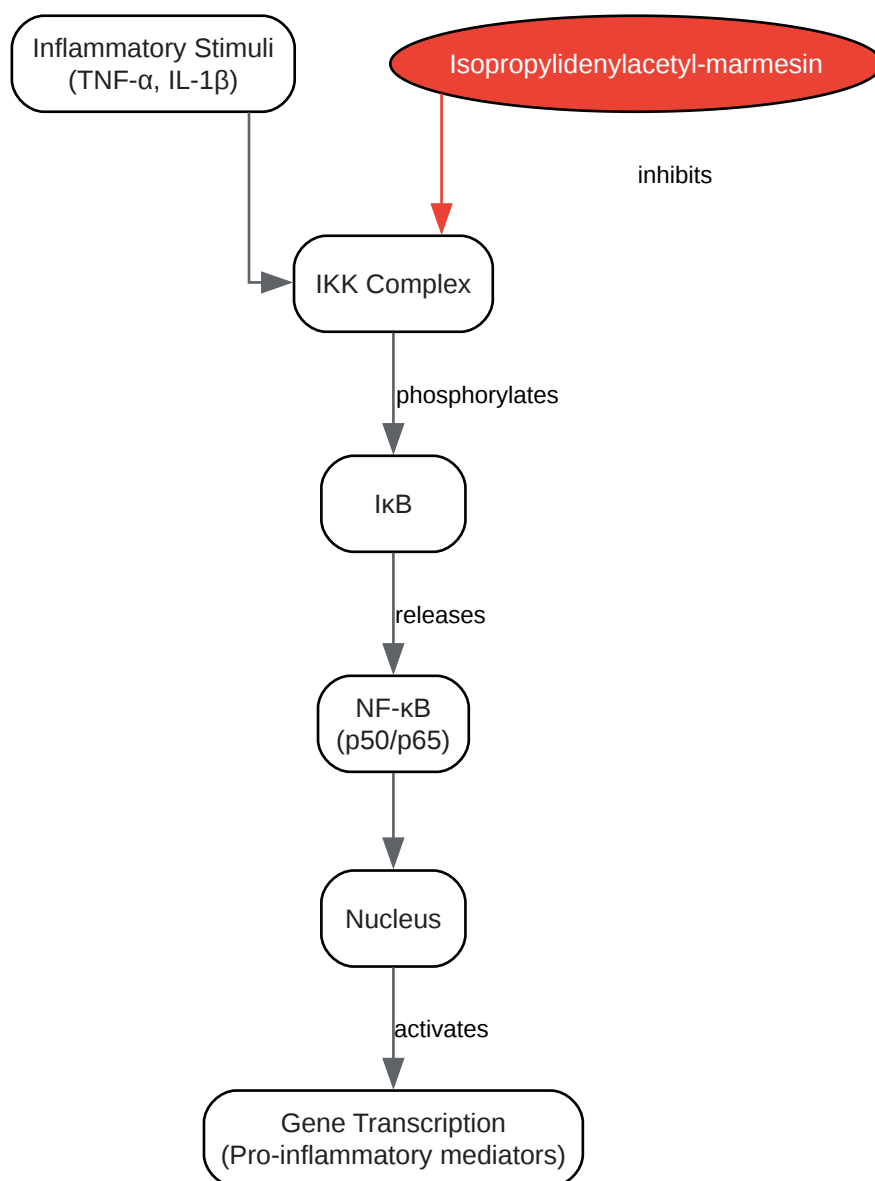 Inflammatory Stimuli
(TNF-α, IL-1β)
Isopropylidenylacetyl-marmesin
inhibits
IKK Complex
phosphorylates
IκB
releases
NF-κB
(p50/p65)
Nucleus
activates
Gene Transcription
(Pro-inflammatory mediators)